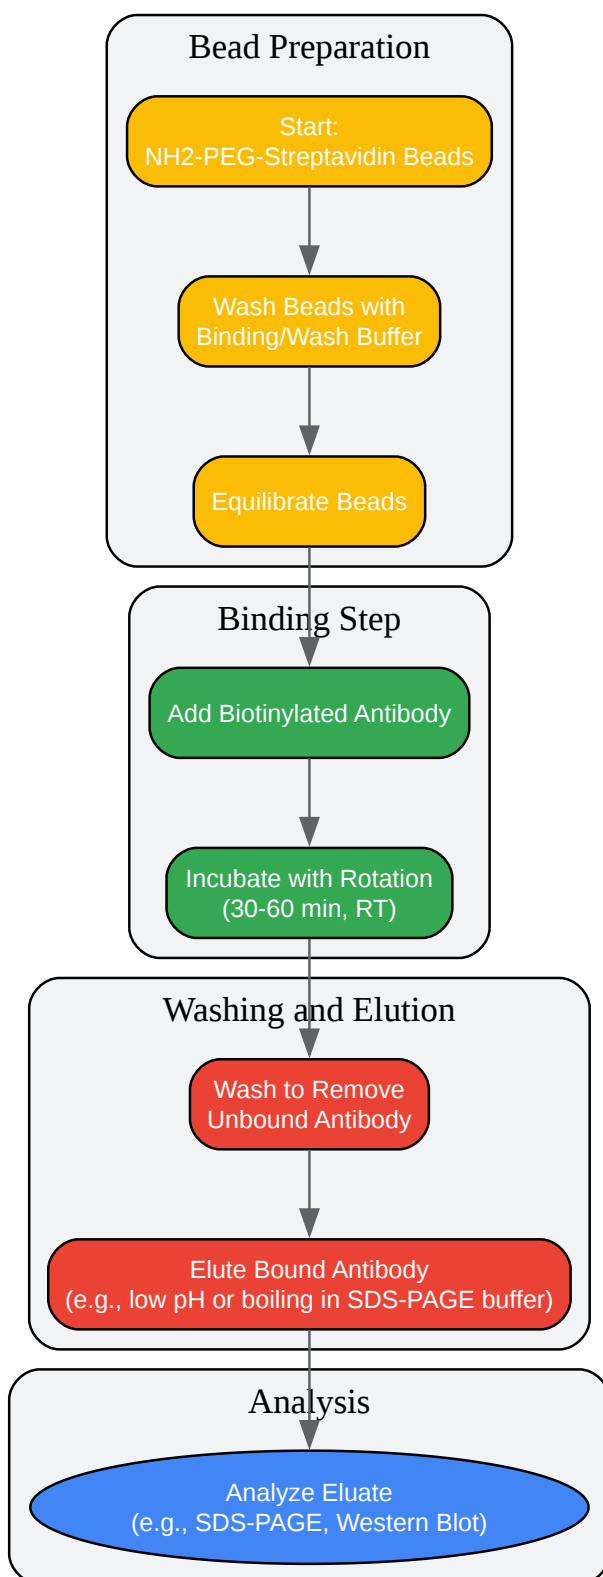 Bead Preparation
Start:
NH2-PEG-Streptavidin Beads
Wash Beads with
Binding/Wash Buffer
Equilibrate Beads
Binding Step
Add Biotinylated Antibody
Incubate with Rotation
(30-60 min, RT)
Washing and Elution
Wash to Remove
Unbound Antibody
Elute Bound Antibody
(e.g., low pH or boiling in SDS-PAGE buffer)
Analysis
Analyze Eluate
(e.g., SDS-PAGE, Western Blot)